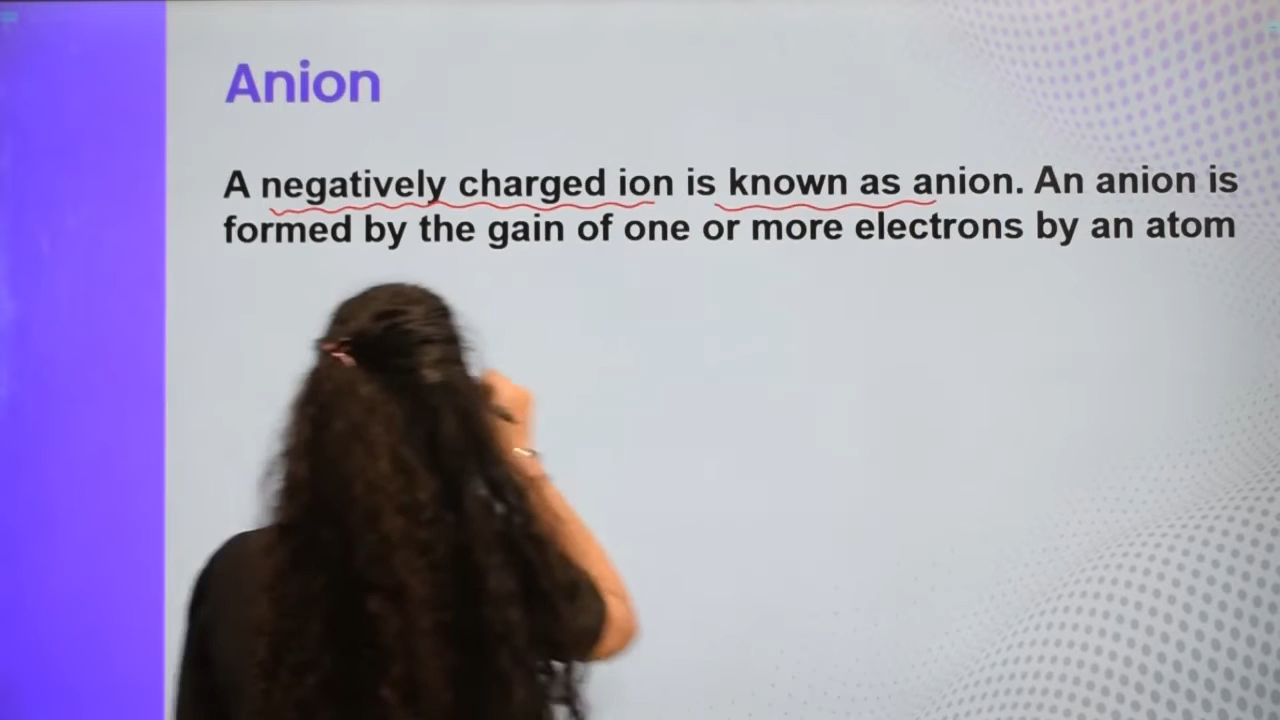 Anion
A negatively charged ion is known as anion. An anion is
formed by the gain of one or more electrons by an atom